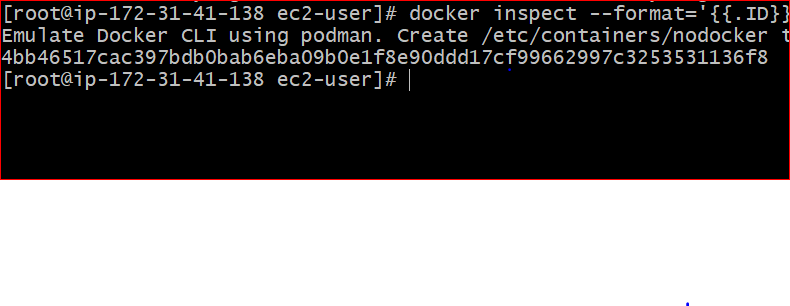 [root@ip-172-31-41-138 ec2-user]# docker inspect --format='{{.ID}}
Emulate Docker CLI using podman. Create /etc/containers/nodocker t
4bb46517cac397bdb0bab6eba09b0e1f8e90ddd17cf99662997c3253531136f8
[root@ip-172-31-41-138 ec2-user]#